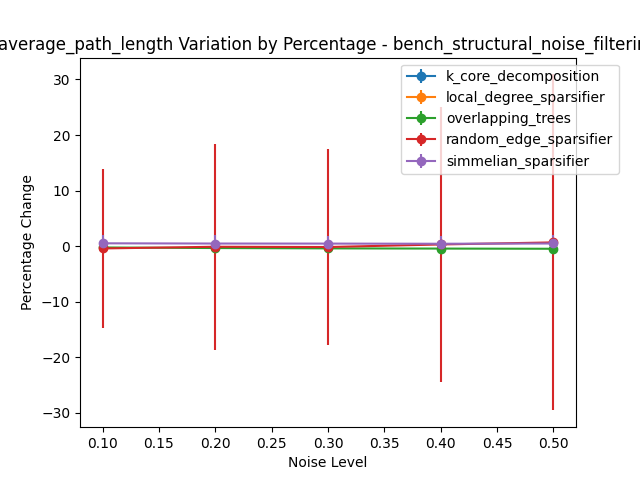 average_path_length Variation by Percentage - bench_structural_noise_filterin
k_core_decomposition
local_degree_sparsifier
overlapping_trees
random_edge_sparsifier
simmelian_sparsifier
30
20
10
0
−10
−20
−30
Percentage Change
0.10 0.15 0.20 0.25 0.30 0.35 0.40 0.45 0.50
Noise Level